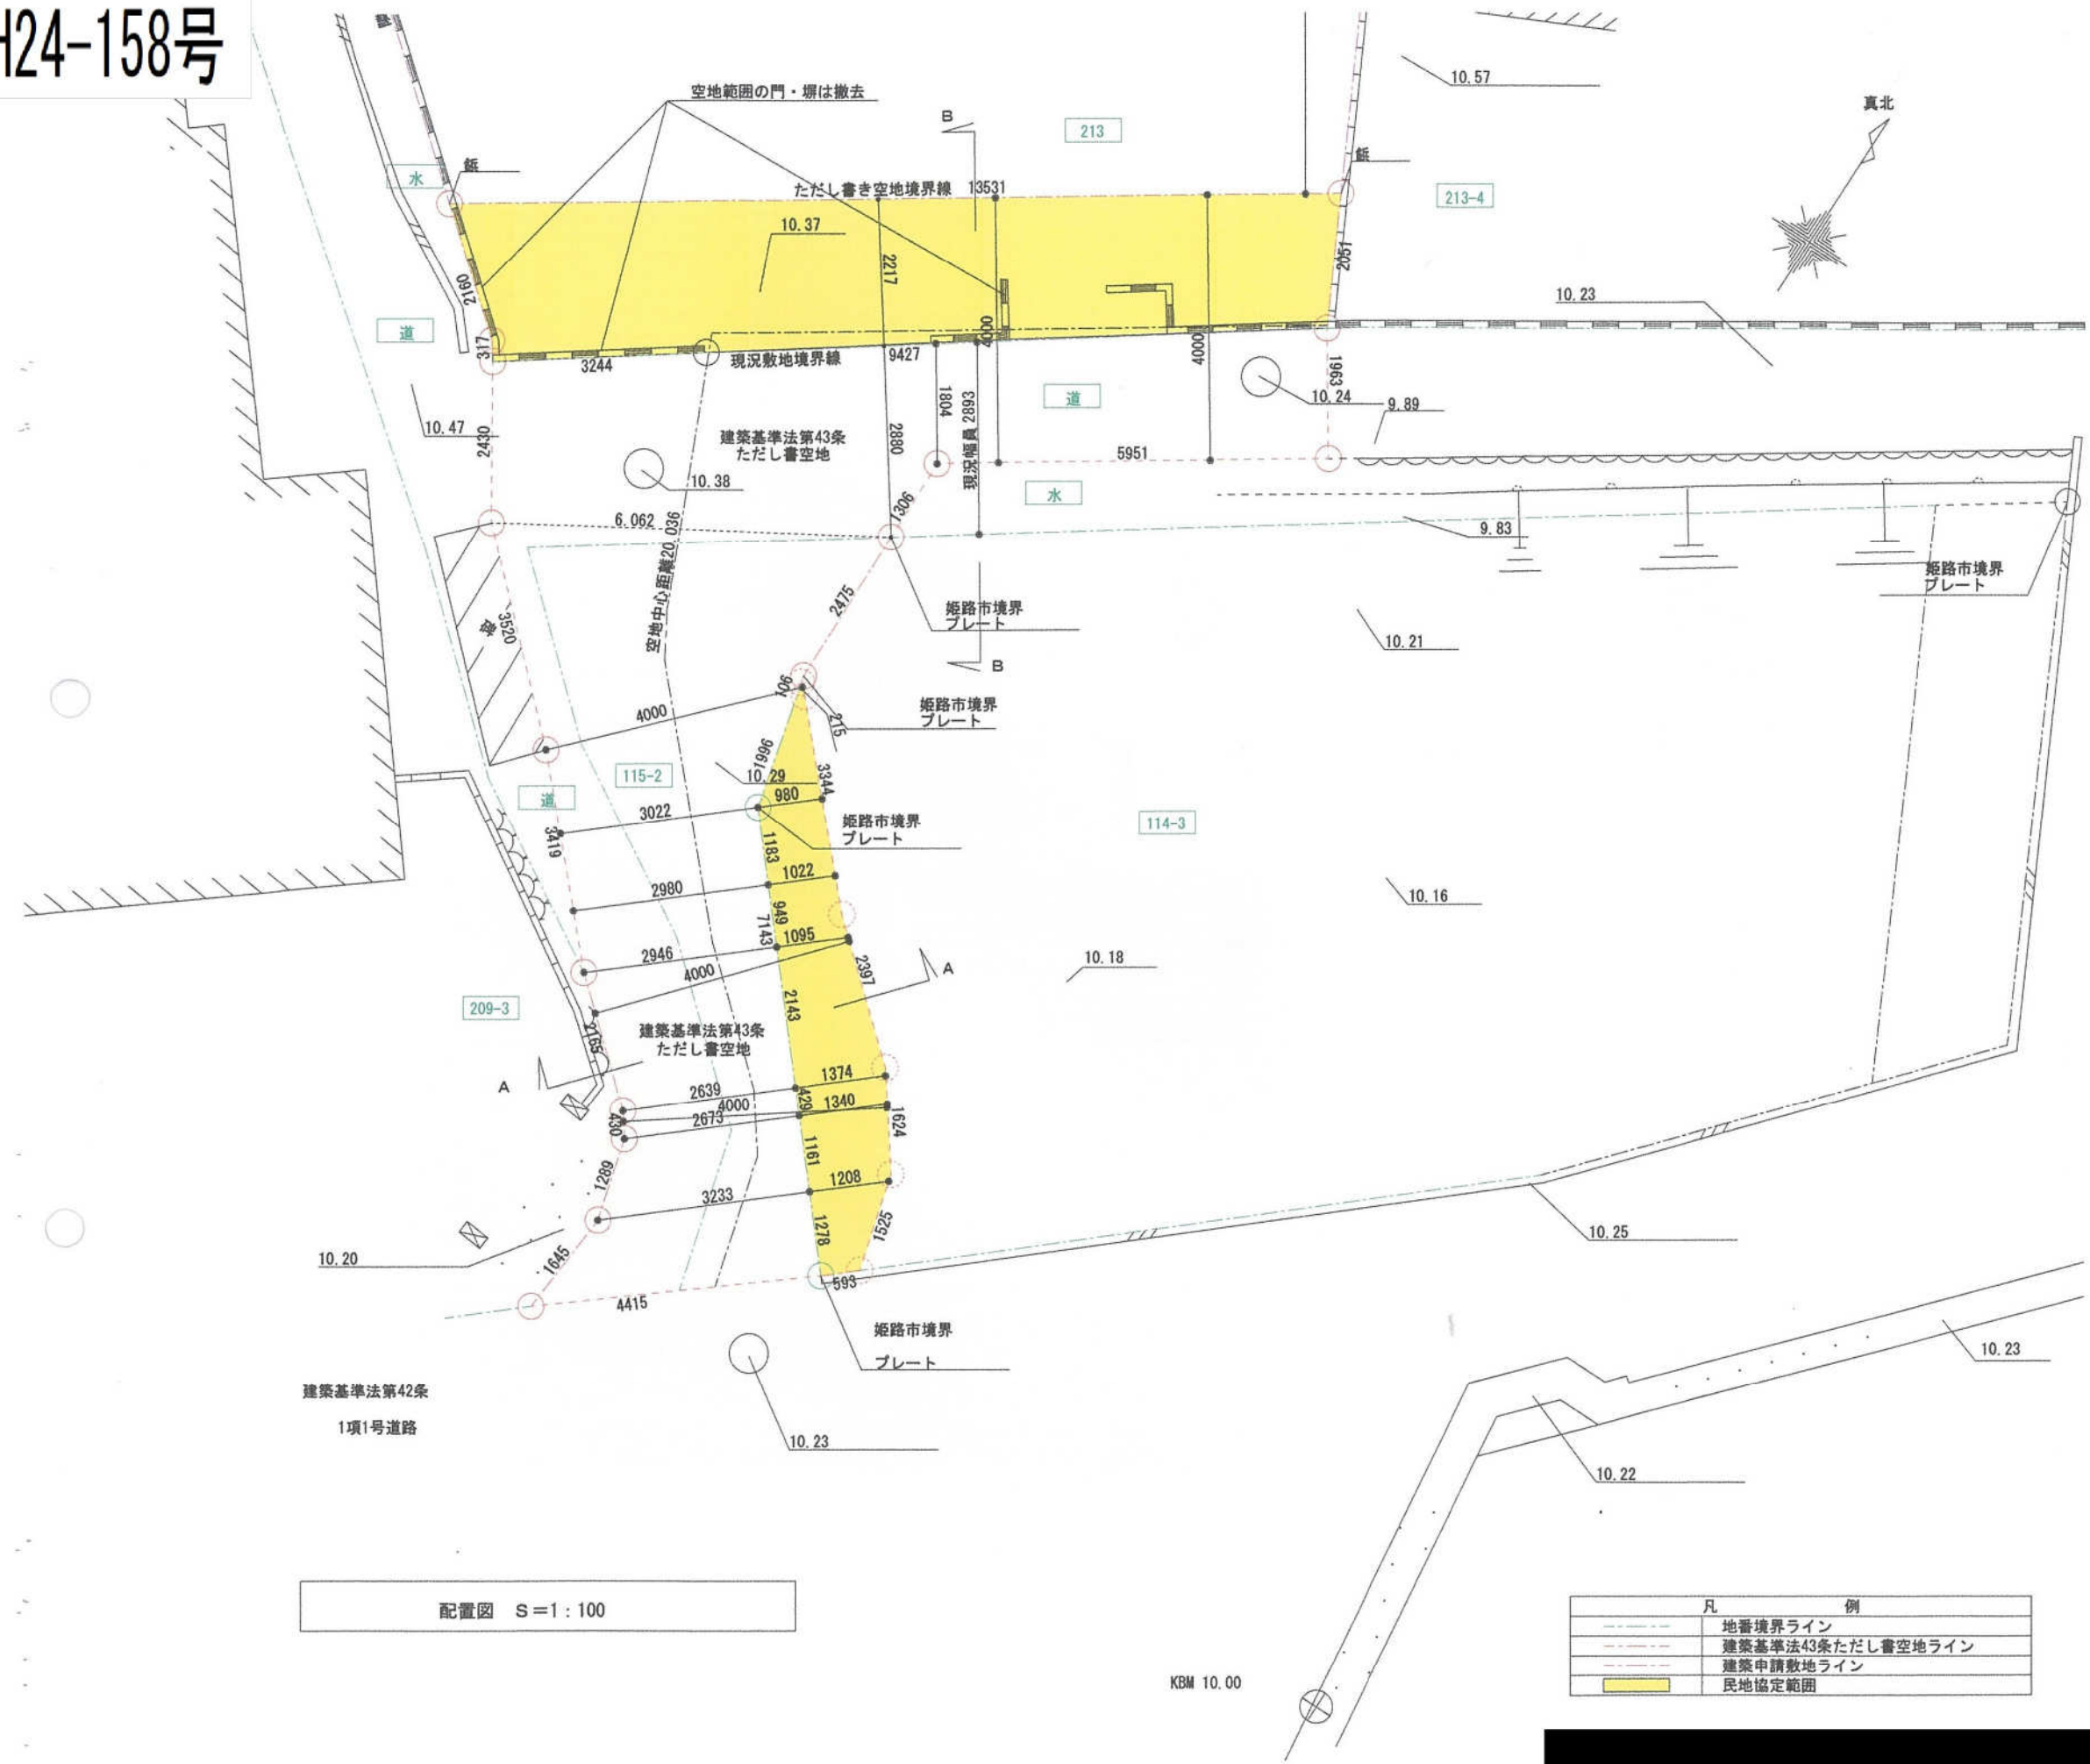 H24-158号
空地範囲の門・塀は撤去
B
213
10.57
真北
鋲
水
ただし書き空地境界線 13531
鋲
213-4
10.37
2217
2051
2160
道
317
3244
現況敷地境界線
9427
4000
4000
10.23
1963
10.24
9.89
道
1804
現況幅員 2893
2880
10.47
2430
建築基準法第43条
ただし書空地
5951
10.38
水
1306
6.062
9.83
空地中心距離20.036
姫路市境界
プレート
2475
姫路市境界
プレート
3520
10.21
B
106
姫路市境界
プレート
215
4000
1996
115-2
10.29
3344
980
道
3022
姫路市境界
プレート
114-3
3419
1183
1022
2980
10.16
949
7143
1095
2946
4000
2397
A
10.18
209-3
2143
2165
建築基準法第43条
ただし書空地
A
1374
2639
429
4000
1340
2673
430
1624
1161
1289
1208
3233
1278
1525
10.25
10.20
1645
593
4415
姫路市境界
プレート
10.23
建築基準法第42条
1項1号道路
10.23
10.22
配置図 S=1:100
凡 例
地番境界ライン
建築基準法43条ただし書空地ライン
建築申請敷地ライン
民地協定範囲
KBM 10.00